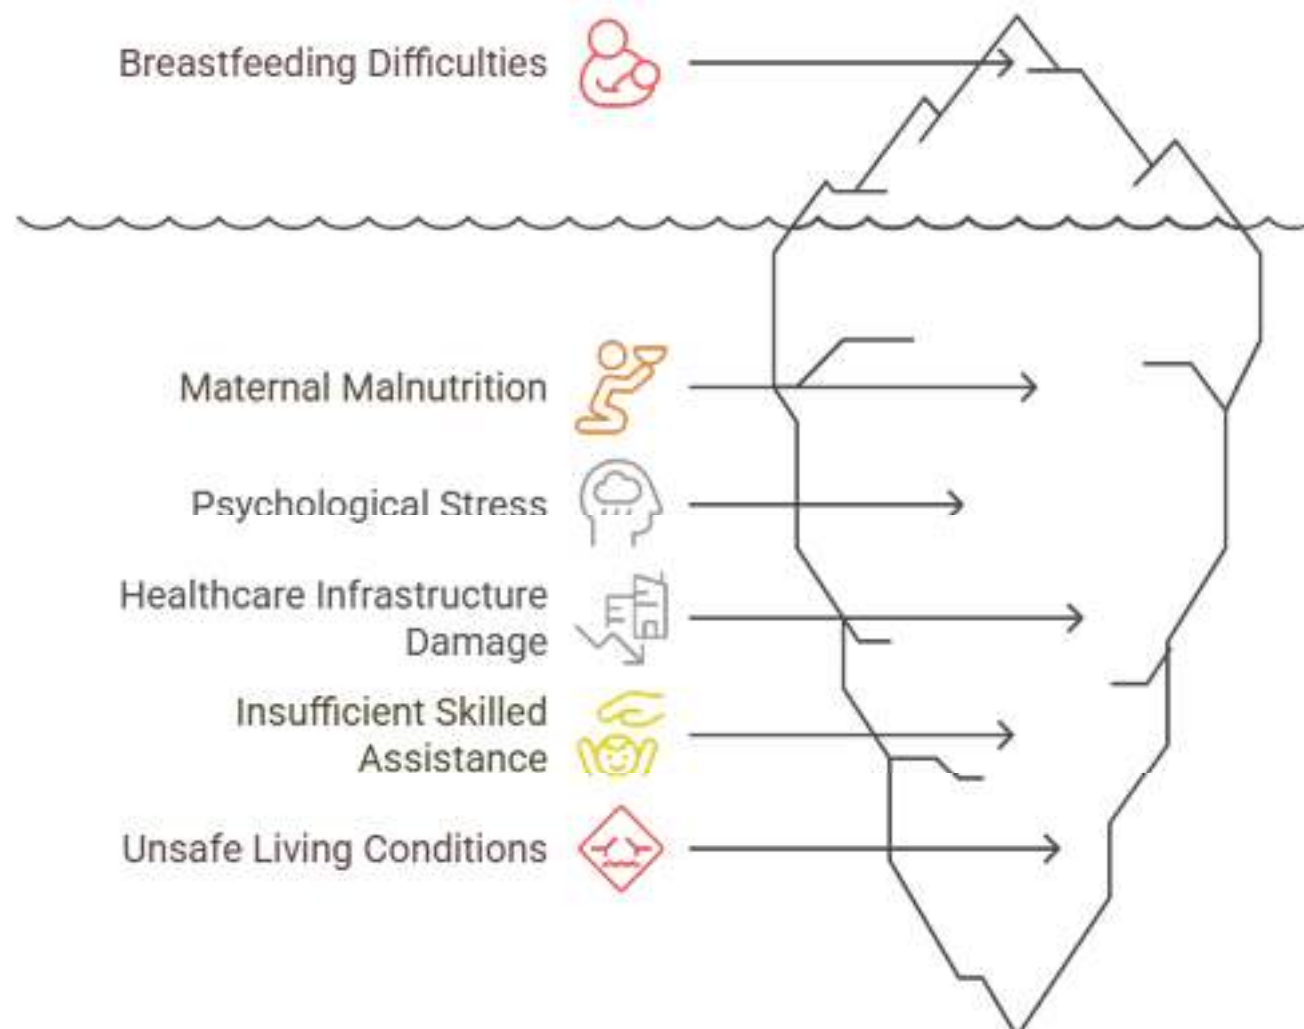 Breastfeeding Difficulties
Maternal Malnutrition
Psychological Stress
Healthcare Infrastructure
Damage
Insufficient Skilled
Assistance
Unsafe Living Conditions